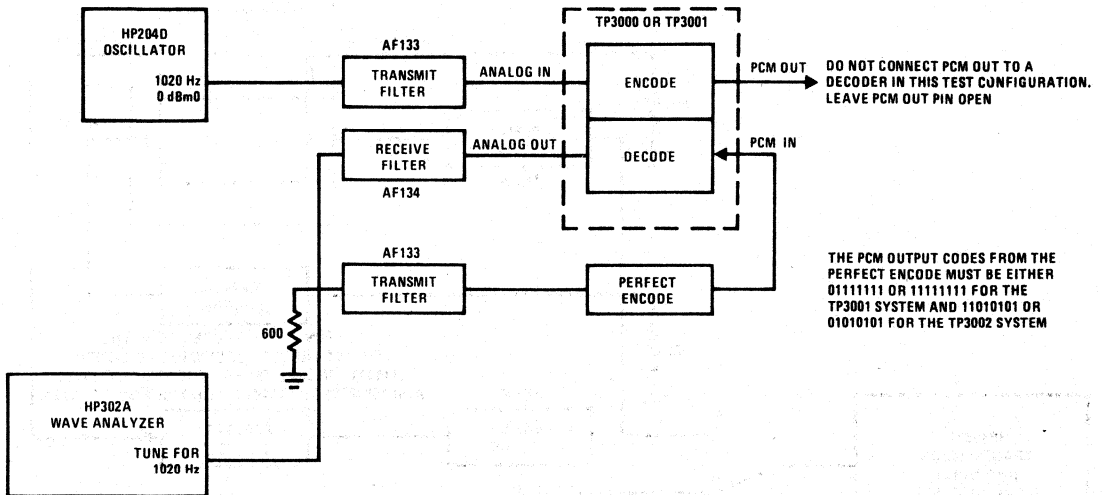 HP204D
OSCILLATOR
1020 Hz
0 dBm0
AF133
TRANSMIT
FILTER
ANALOG IN
TP3000 OR TP3001
ENCODE
PCM OUT
DO NOT CONNECT PCM OUT TO A
DECODER IN THIS TEST CONFIGURATION.
LEAVE PCM OUT PIN OPEN
RECEIVE
FILTER
AF134
ANALOG OUT
DECODE
PCM IN
AF133
TRANSMIT
FILTER
PERFECT
ENCODE
THE PCM OUTPUT CODES FROM THE
PERFECT ENCODE MUST BE EITHER
01111111 OR 11111111 FOR THE
TP3001 SYSTEM AND 11010101 OR
01010101 FOR THE TP3002 SYSTEM
600
HP302A
WAVE ANALYZER
TUNE FOR
1020 Hz